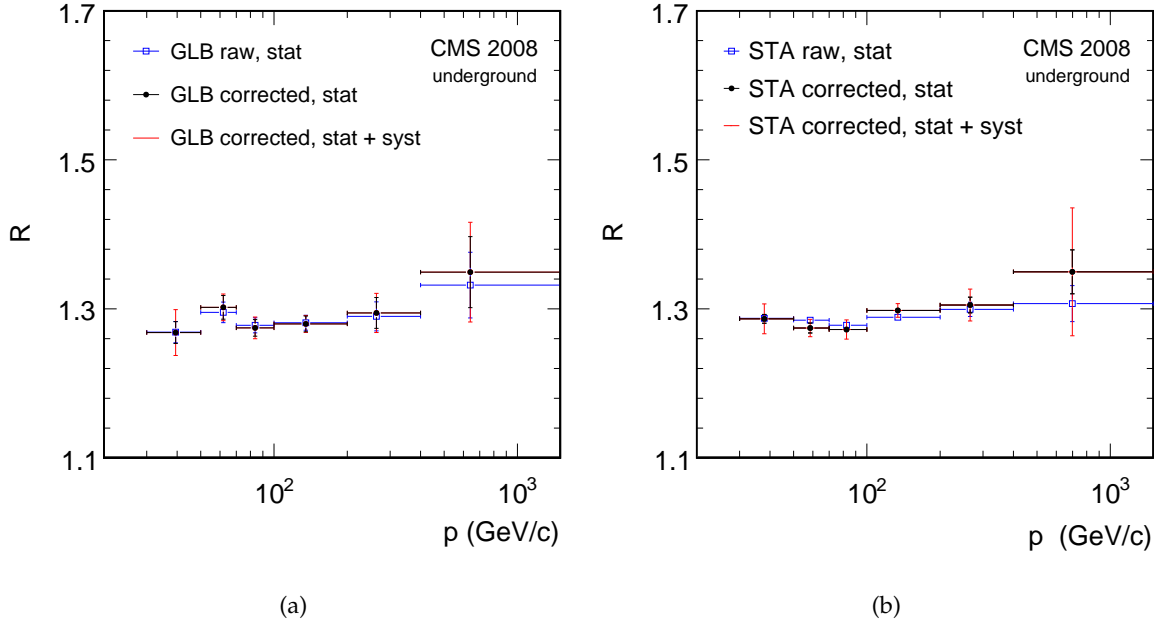 1.7
1.5
1.3
1.1
R
GLB raw, stat
GLB corrected, stat
GLB corrected, stat + syst
CMS 2008
underground
10²
10³
p (GeV/c)
(a)
1.7
1.5
1.3
1.1
R
STA raw, stat
STA corrected, stat
STA corrected, stat + syst
CMS 2008
underground
10²
10³
p (GeV/c)
(b)